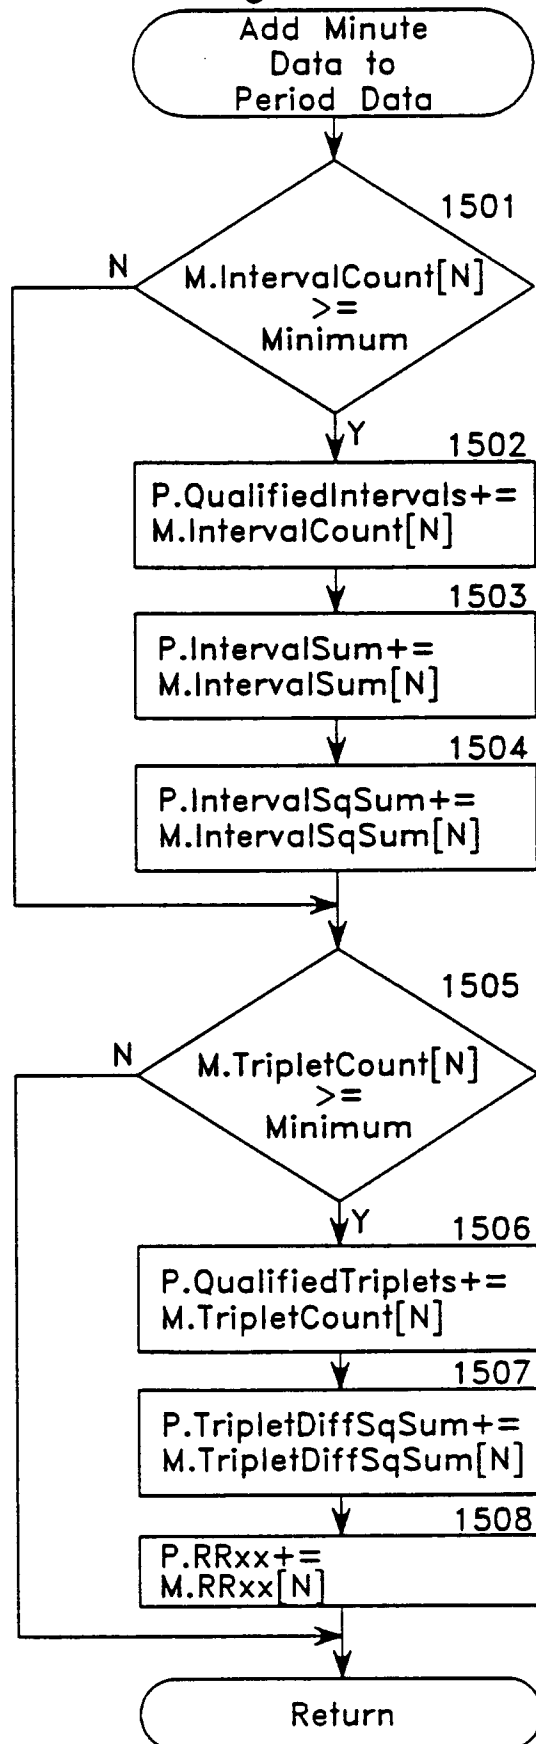 Add Minute
Data to
Period Data
1501
N
M.IntervalCount[N]
>=
Minimum
Y
1502
P.QualifiedIntervals+=
M.IntervalCount[N]
1503
P.IntervalSum+=
M.IntervalSum[N]
1504
P.IntervalSqSum+=
M.IntervalSqSum[N]
1505
N
M.TripletCount[N]
>=
Minimum
Y
1506
P.QualifiedTriplets+=
M.TripletCount[N]
1507
P.TripletDiffSqSum+=
M.TripletDiffSqSum[N]
1508
P.RRxx+=
M.RRxx[N]
Return